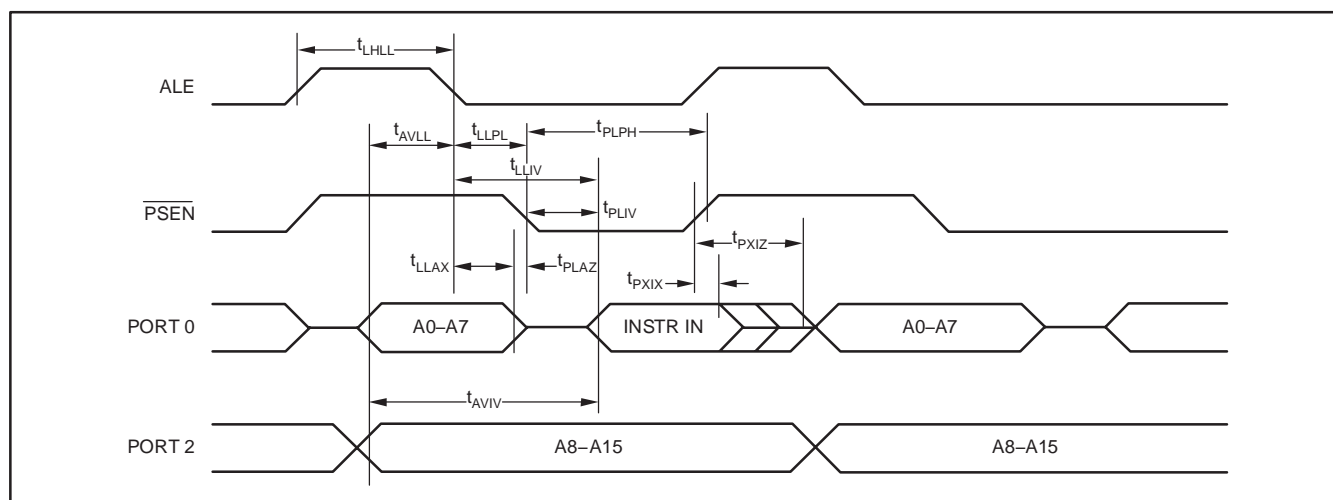 tLHLL
ALE
tAVLL tLLPL tPLPH
tLLIV
PSEN
tPLIV
tPXIZ
tLLAX tPLAZ
tPXIX
PORT 0 A0–A7 INSTR IN A0–A7
tAVIV
PORT 2 A8–A15 A8–A15